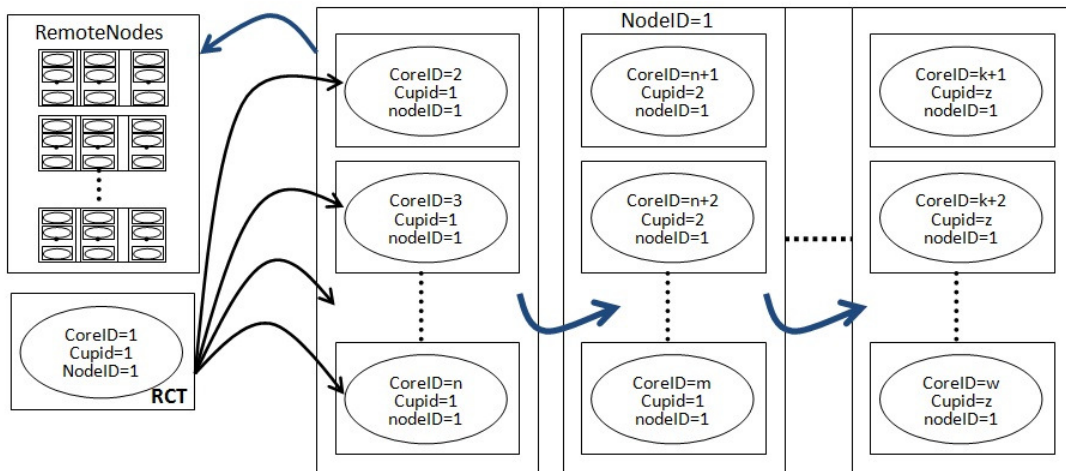 RemoteNodes
CoreID=1
Cupid=1
NodeID=1
RCT
NodeID=1
CoreID=2
Cupid=1
nodeID=1
CoreID=3
Cupid=1
nodeID=1
CoreID=n
Cupid=1
nodeID=1
CoreID=n+1
Cupid=2
nodeID=1
CoreID=n+2
Cupid=2
nodeID=1
CoreID=m
Cupid=1
nodeID=1
CoreID=k+1
Cupid=z
nodeID=1
CoreID=k+2
Cupid=z
nodeID=1
CoreID=w
Cupid=z
nodeID=1